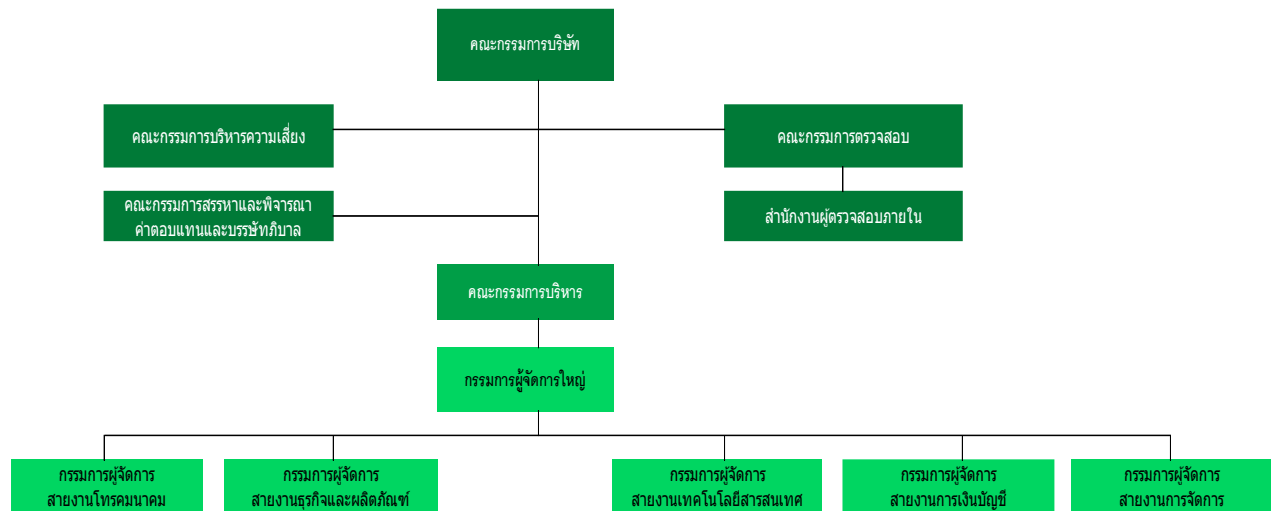 คณะกรรมการบริษัท
คณะกรรมการบริหารความเสี่ยง
คณะกรรมการตรวจสอบ
คณะกรรมการสรรหาและพิจารณา
ค่าตอบแทนและบรรษัทภิบาล
สำนักงานผู้ตรวจสอบภายใน
คณะกรรมการบริหาร
กรรมการผู้จัดการใหญ่
กรรมการผู้จัดการ
สายงานโทรคมนาคม
กรรมการผู้จัดการ
สายงานธุรกิจและผลิตภัณฑ์
กรรมการผู้จัดการ
สายงานเทคโนโลยีสารสนเทศ
กรรมการผู้จัดการ
สายงานการเงินบัญชี
กรรมการผู้จัดการ
สายงานการจัดการ